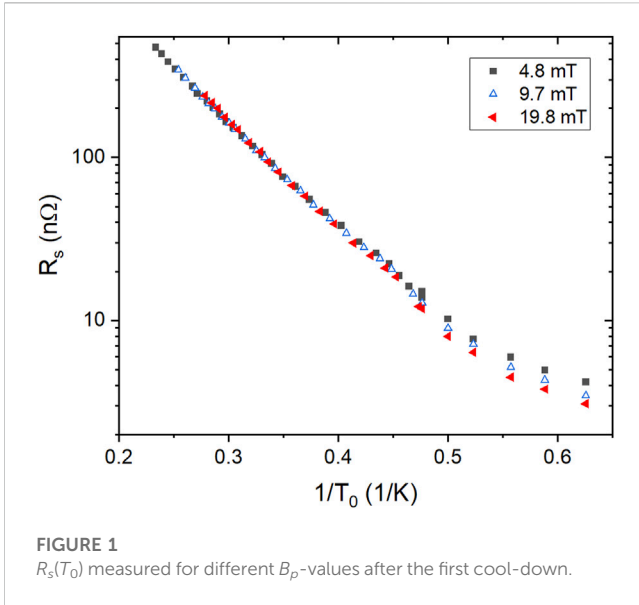 4.8 mT
9.7 mT
19.8 mT
100
10
R_s (nΩ)
0.2 0.3 0.4 0.5 0.6
1/T_0 (1/K)
FIGURE 1
R_s(T_0) measured for different B_p-values after the first cool-down.